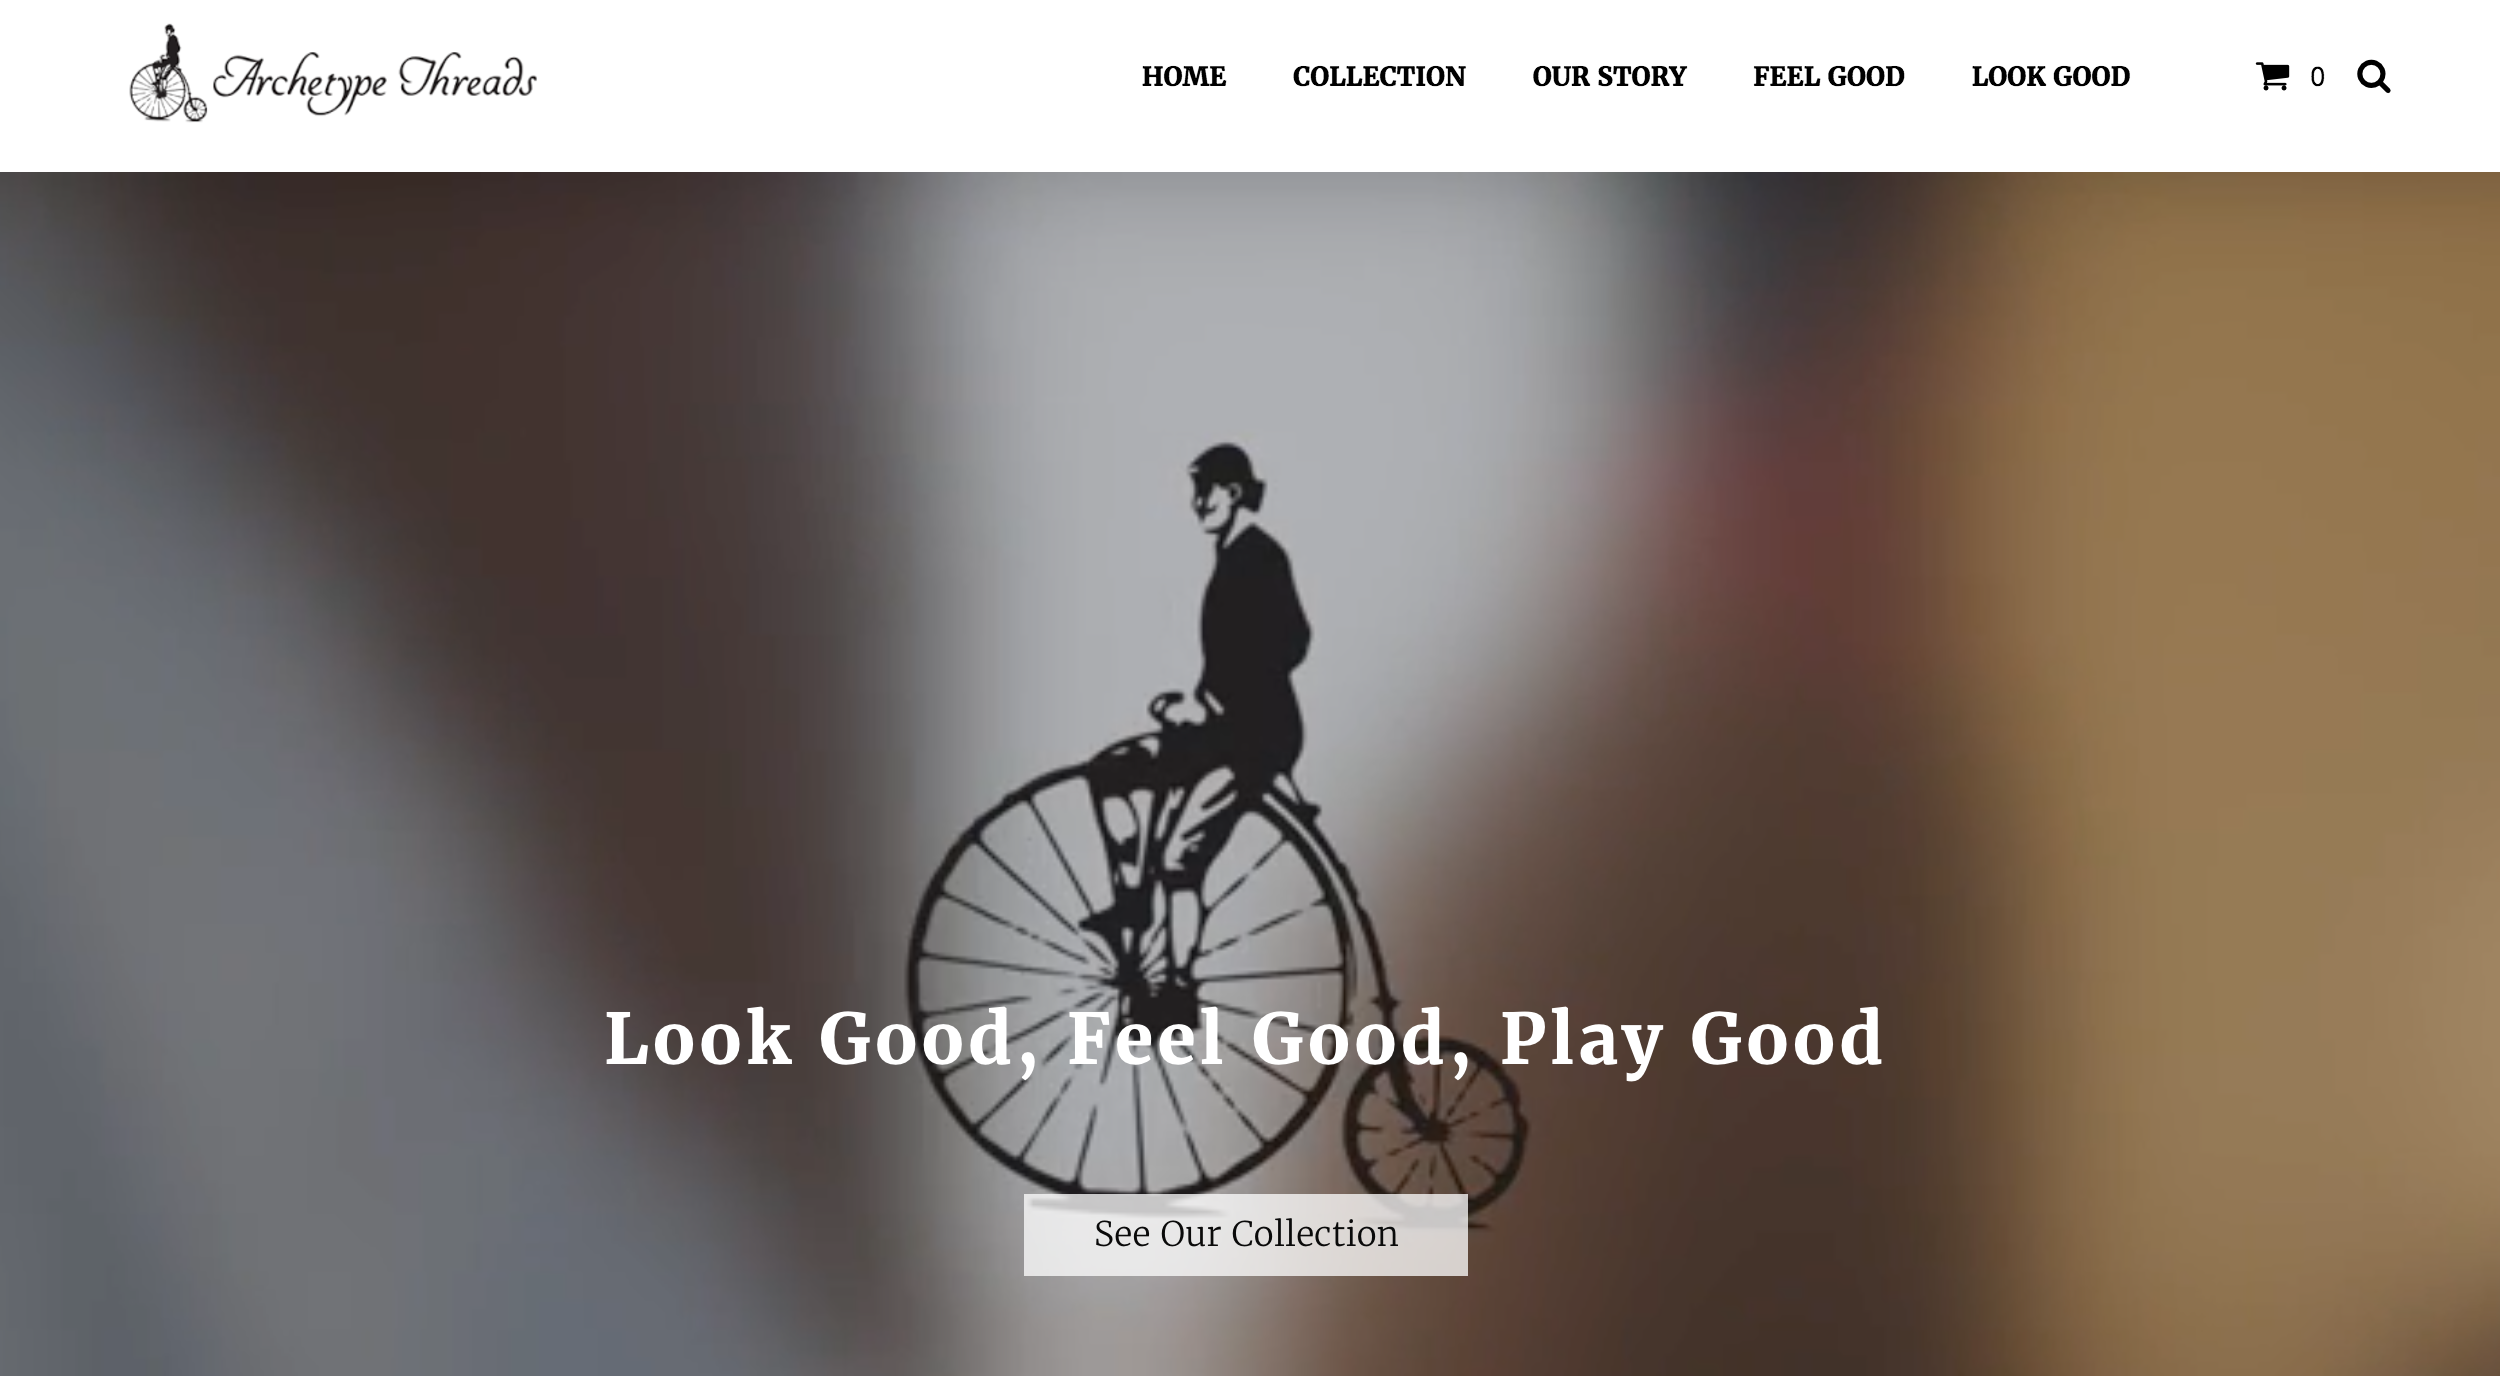 Archetype Threads
HOME COLLECTION OUR STORY FEEL GOOD LOOK GOOD 0
Look Good, Feel Good, Play Good
See Our Collection